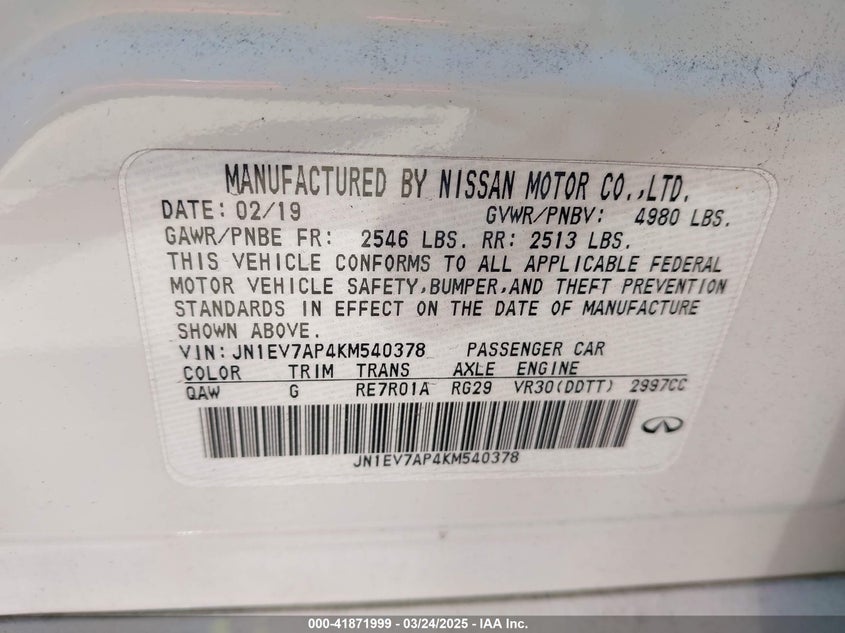 MANUFACTURED BY NISSAN MOTOR CO.,LTD.
DATE: 02/19 GVWR/PNBV: 4980 LBS.
GAWR/PNBE FR: 2546 LBS. RR: 2513 LBS.
THIS VEHICLE CONFORMS TO ALL APPLICABLE FEDERAL
MOTOR VEHICLE SAFETY,BUMPER,AND THEFT PREVENTION
STANDARDS IN EFFECT ON THE DATE OF MANUFACTURE
SHOWN ABOVE.
VIN: JN1EV7AP4KM540378 PASSENGER CAR
COLOR TRIM TRANS AXLE ENGINE
QAW G RE7R01A RG29 VR30(DDTT) 2997CC
JN1EV7AP4KM540378
000-41871999 - 03/24/2025 - IAA Inc.